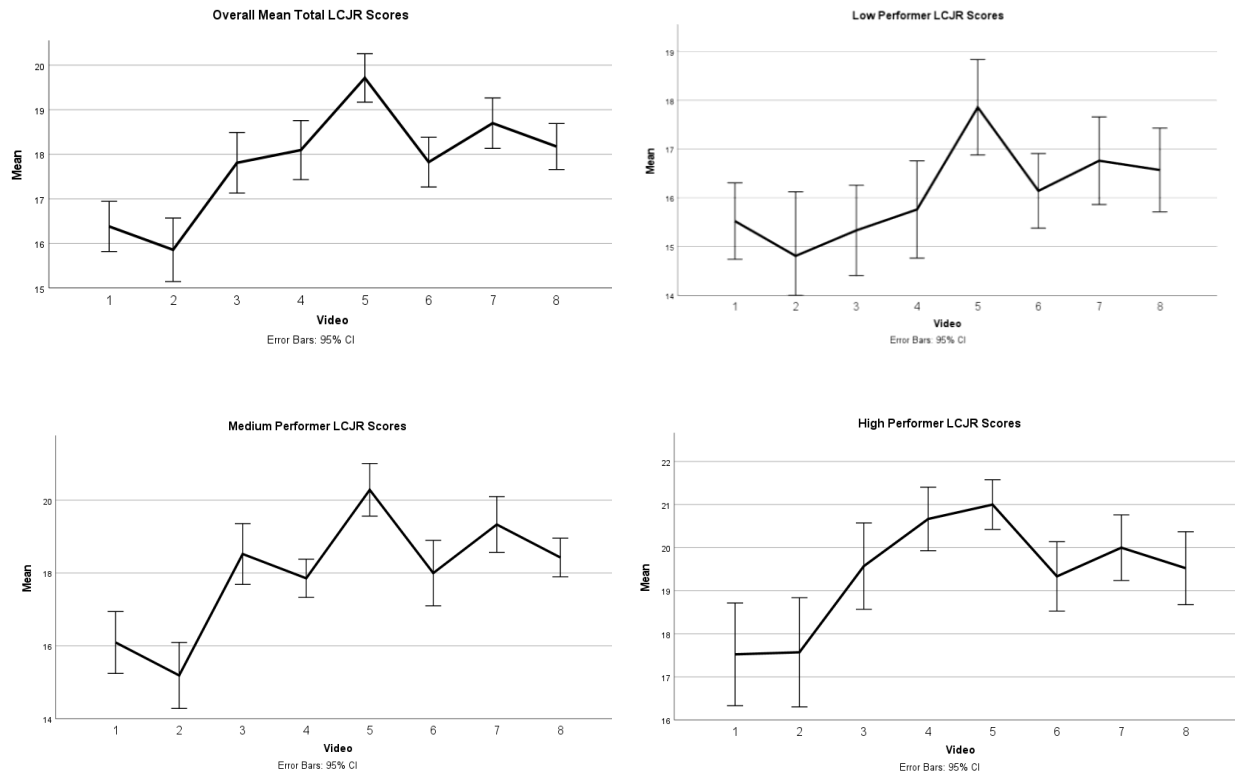 Overall Mean Total LCJR Scores
Mean
20
19
18
17
16
15
1 2 3 4 5 6 7 8
Video
Error Bars: 95% CI
Low Performer LCJR Scores
Mean
19
18
17
16
15
14
1 2 3 4 5 6 7 8
Video
Error Bars: 95% CI
Medium Performer LCJR Scores
Mean
20
18
16
14
1 2 3 4 5 6 7 8
Video
Error Bars: 95% CI
High Performer LCJR Scores
Mean
22
21
20
19
18
17
16
1 2 3 4 5 6 7 8
Video
Error Bars: 95% CI